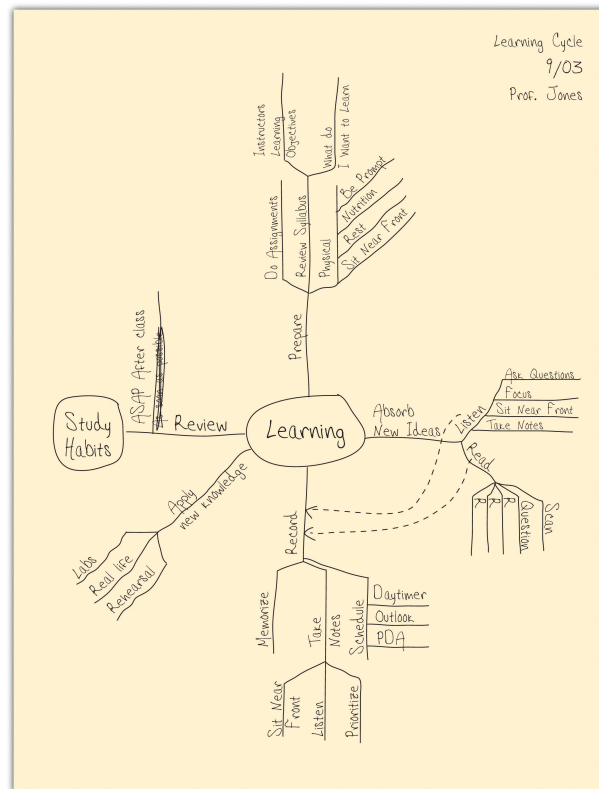 Learning Cycle
9/03
Prof. Jones
Instructors
Learning
Objectives
What do
I Want to Learn
Do Assignments
Review Syllabus
Physical
Be Prompt
Nutrition
Rest
Sit Near Front
Prepare
ASAP After class
Study
Habits
Review
Learning
Absorb
New Ideas
Listen
Ask Questions
Focus
Sit Near Front
Take Notes
Read
Scan
Question
R
R
R
Apply
new knowledge
Labs
Real life
Rehearsal
Record
Memorize
Take
Notes
Schedule
Daytimer
Outlook
PDA
Sit Near
Front
Listen
Prioritize